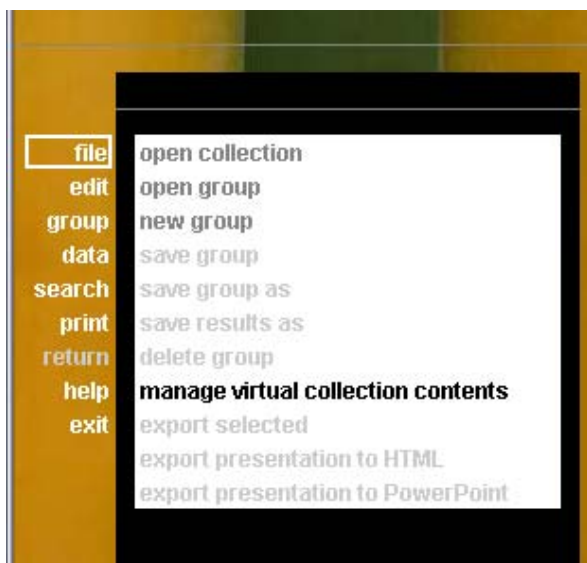 file
edit
group
data
search
print
return
help
exit
open collection
open group
new group
save group
save group as
save results as
delete group
manage virtual collection contents
export selected
export presentation to HTML
export presentation to PowerPoint